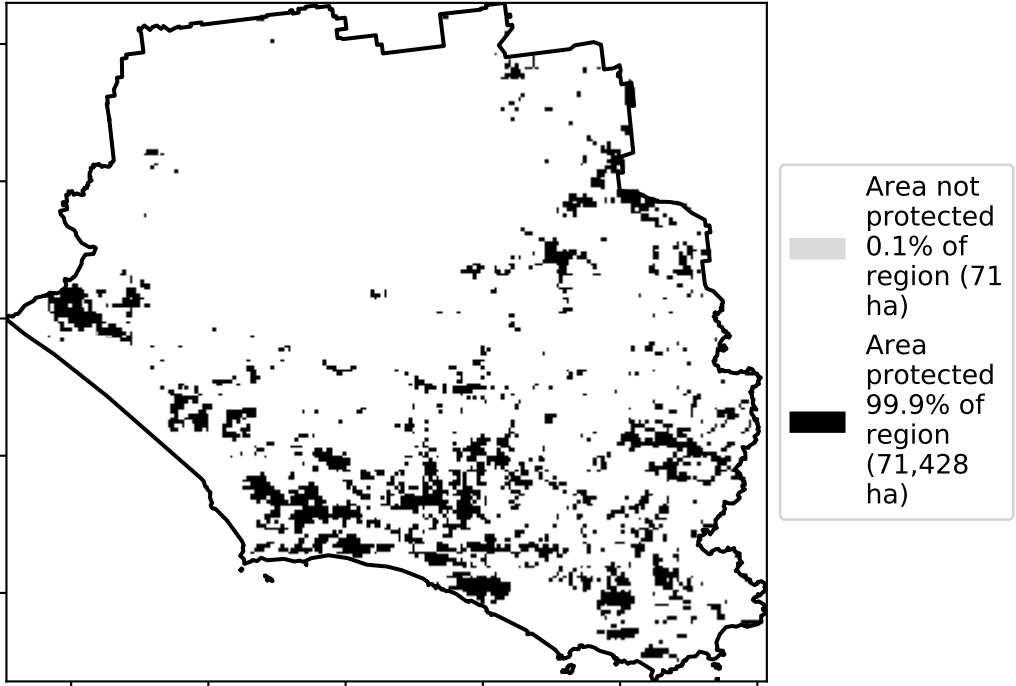 Area not
protected
0.1% of
region (71
ha)
Area
protected
99.9% of
region
(71,428
ha)